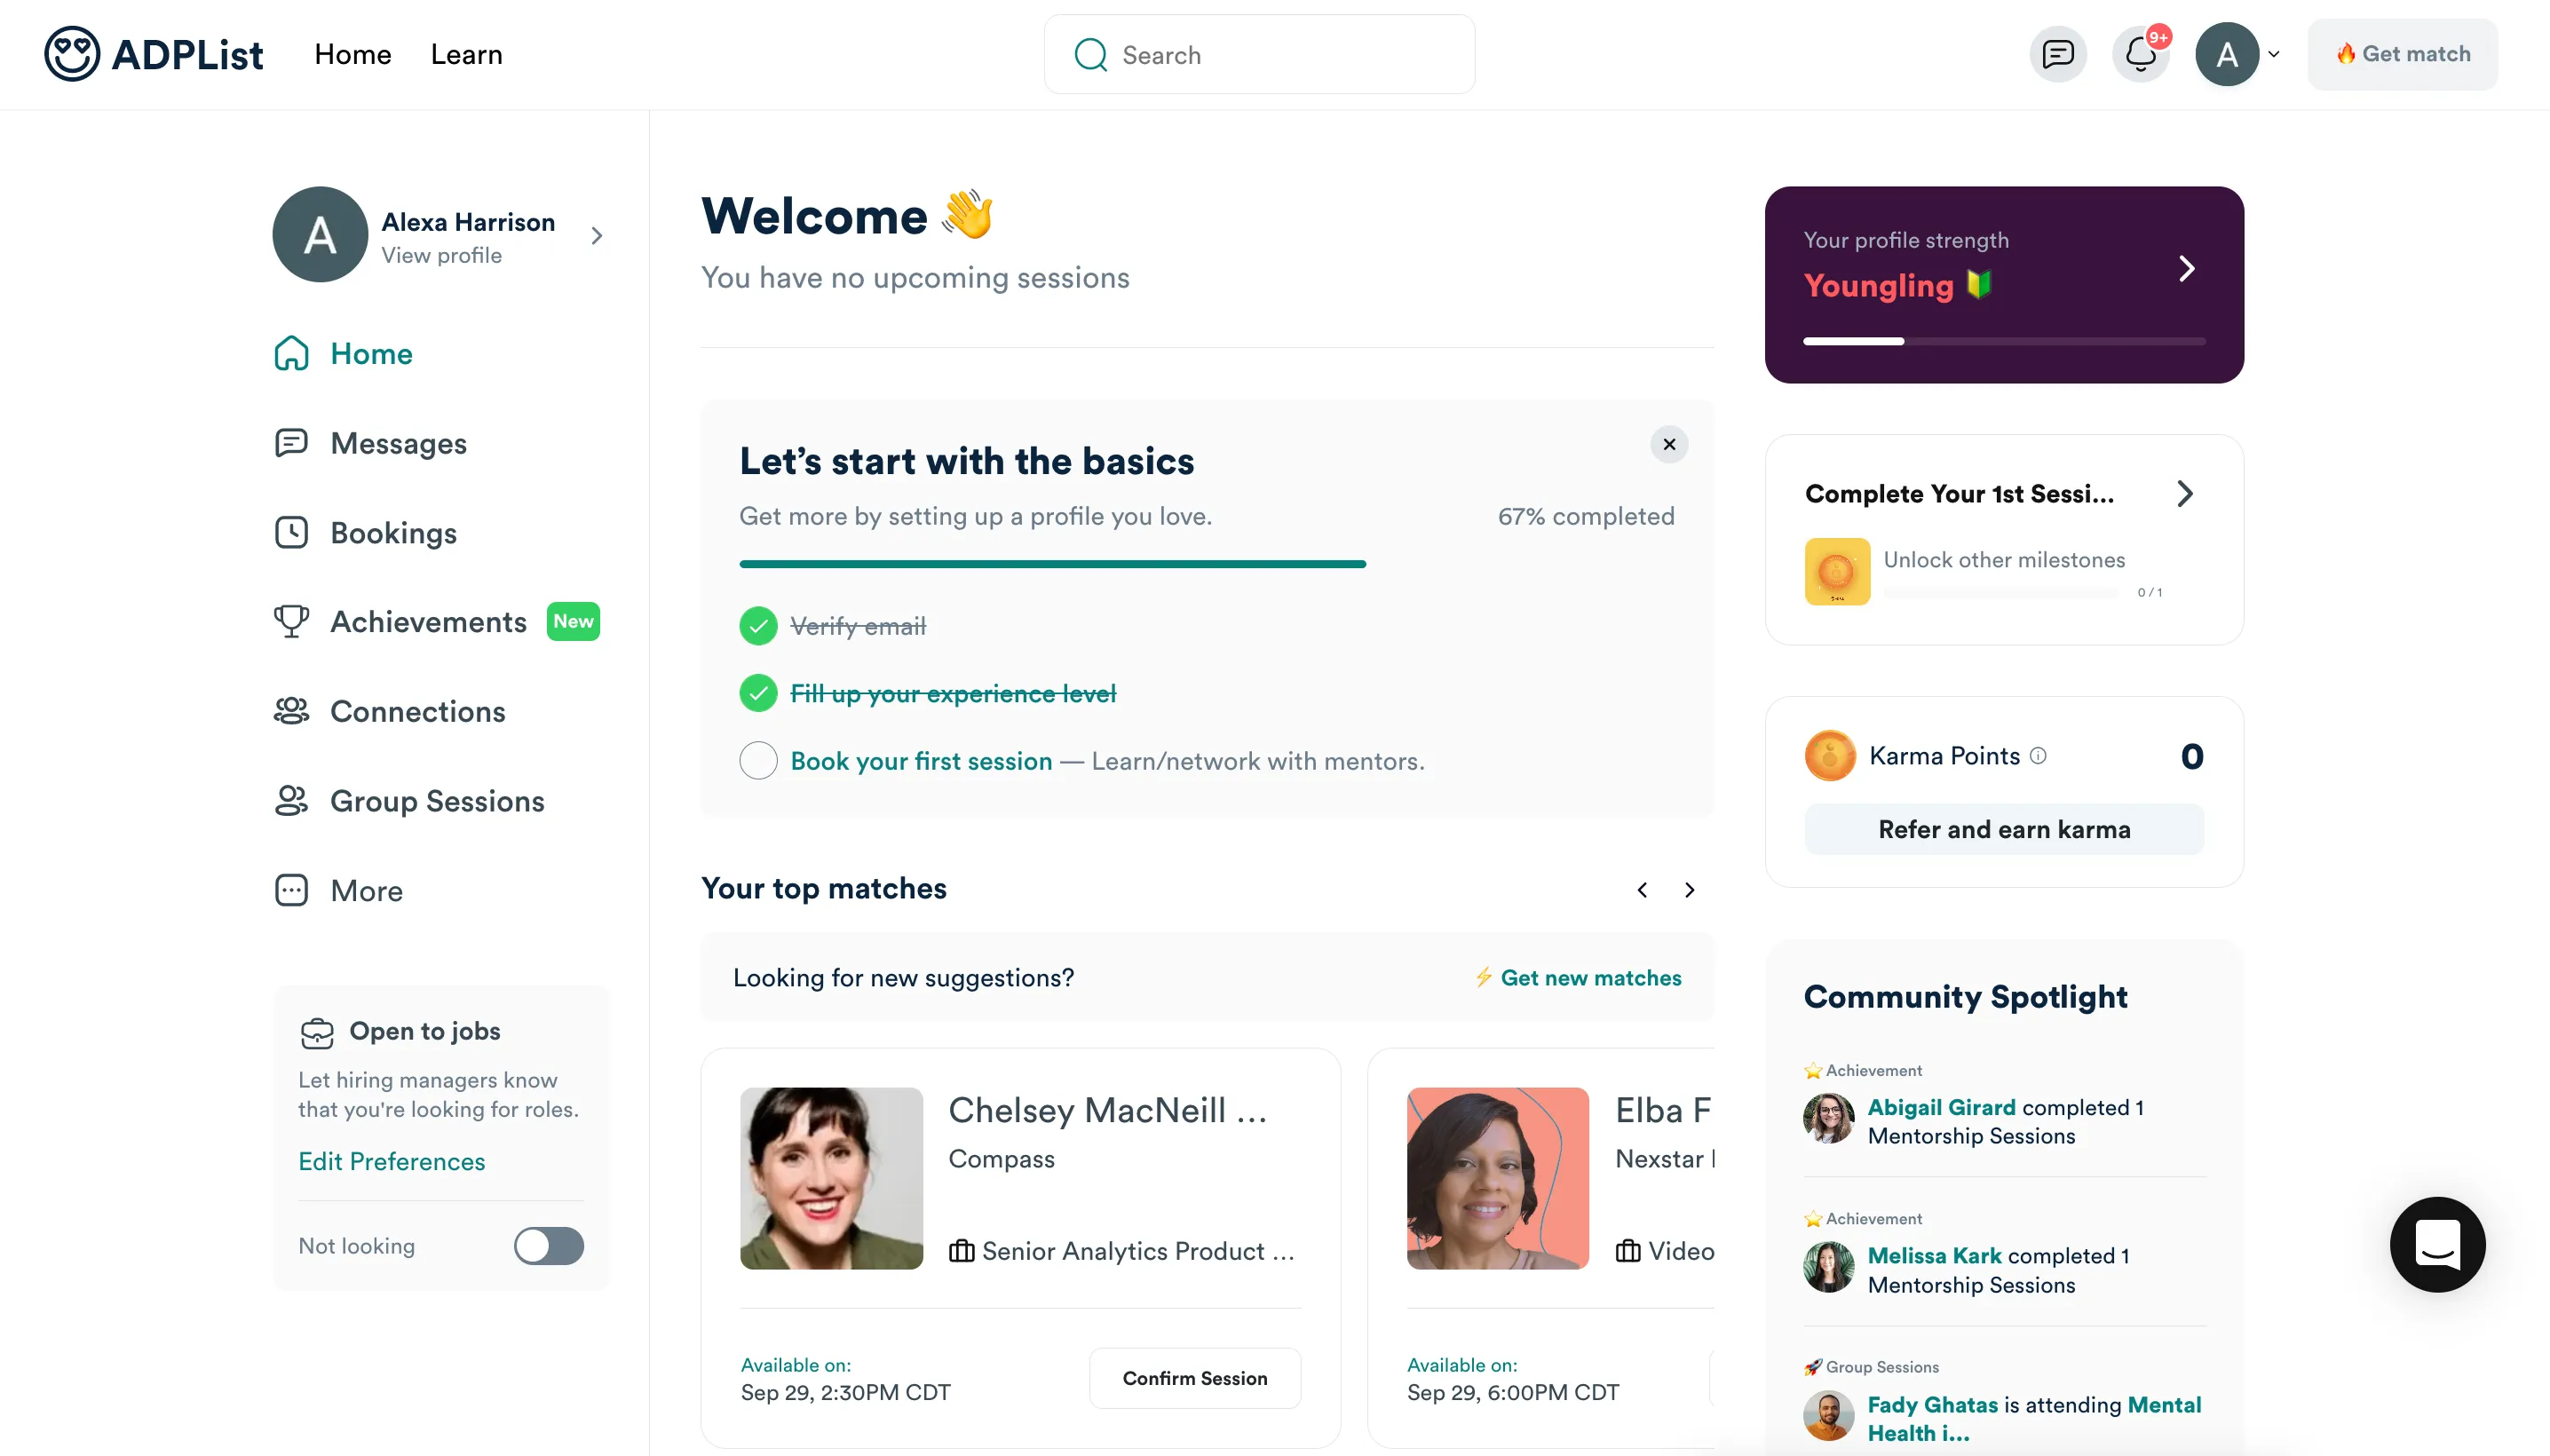 ADPList
Home
Learn
Search
9+
A
🔥 Get match
A
Alexa Harrison
View profile
Home
Messages
Bookings
Achievements
New
Connections
Group Sessions
More
Open to jobs
Let hiring managers know
that you're looking for roles.
Edit Preferences
Not looking
Welcome 👋
You have no upcoming sessions
Let’s start with the basics
Get more by setting up a profile you love.
67% completed
Verify email
Fill up your experience level
Book your first session — Learn/network with mentors.
Your top matches
Looking for new suggestions?
⚡ Get new matches
Chelsey MacNeill ...
Compass
Senior Analytics Product ...
Available on:
Sep 29, 2:30PM CDT
Confirm Session
Elba F
Nexstar
Video
Available on:
Sep 29, 6:00PM CDT
Your profile strength
Youngling 🔰
Complete Your 1st Sessi...
Unlock other milestones
0 / 1
Karma Points
0
Refer and earn karma
Community Spotlight
⭐ Achievement
Abigail Girard completed 1
Mentorship Sessions
⭐ Achievement
Melissa Kark completed 1
Mentorship Sessions
🚀 Group Sessions
Fady Ghatas is attending Mental
Health i...